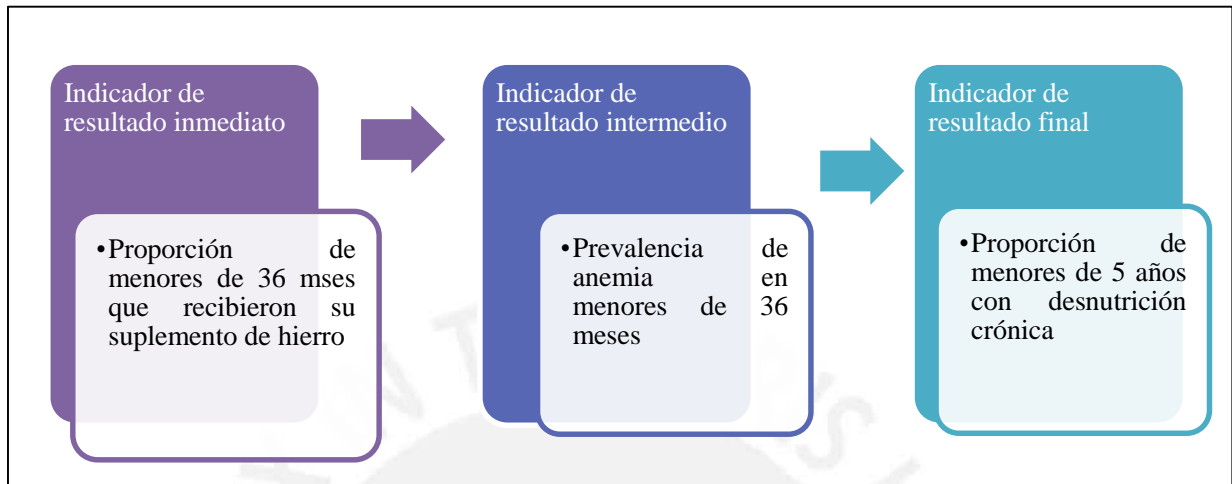 Indicador de
resultado inmediato
•Proporción de
menores de 36 mses
que recibieron su
suplemento de hierro
Indicador de
resultado intermedio
•Prevalencia de
anemia en
menores de 36
meses
Indicador de
resultado final
•Proporción de
menores de 5 años
con desnutrición
crónica